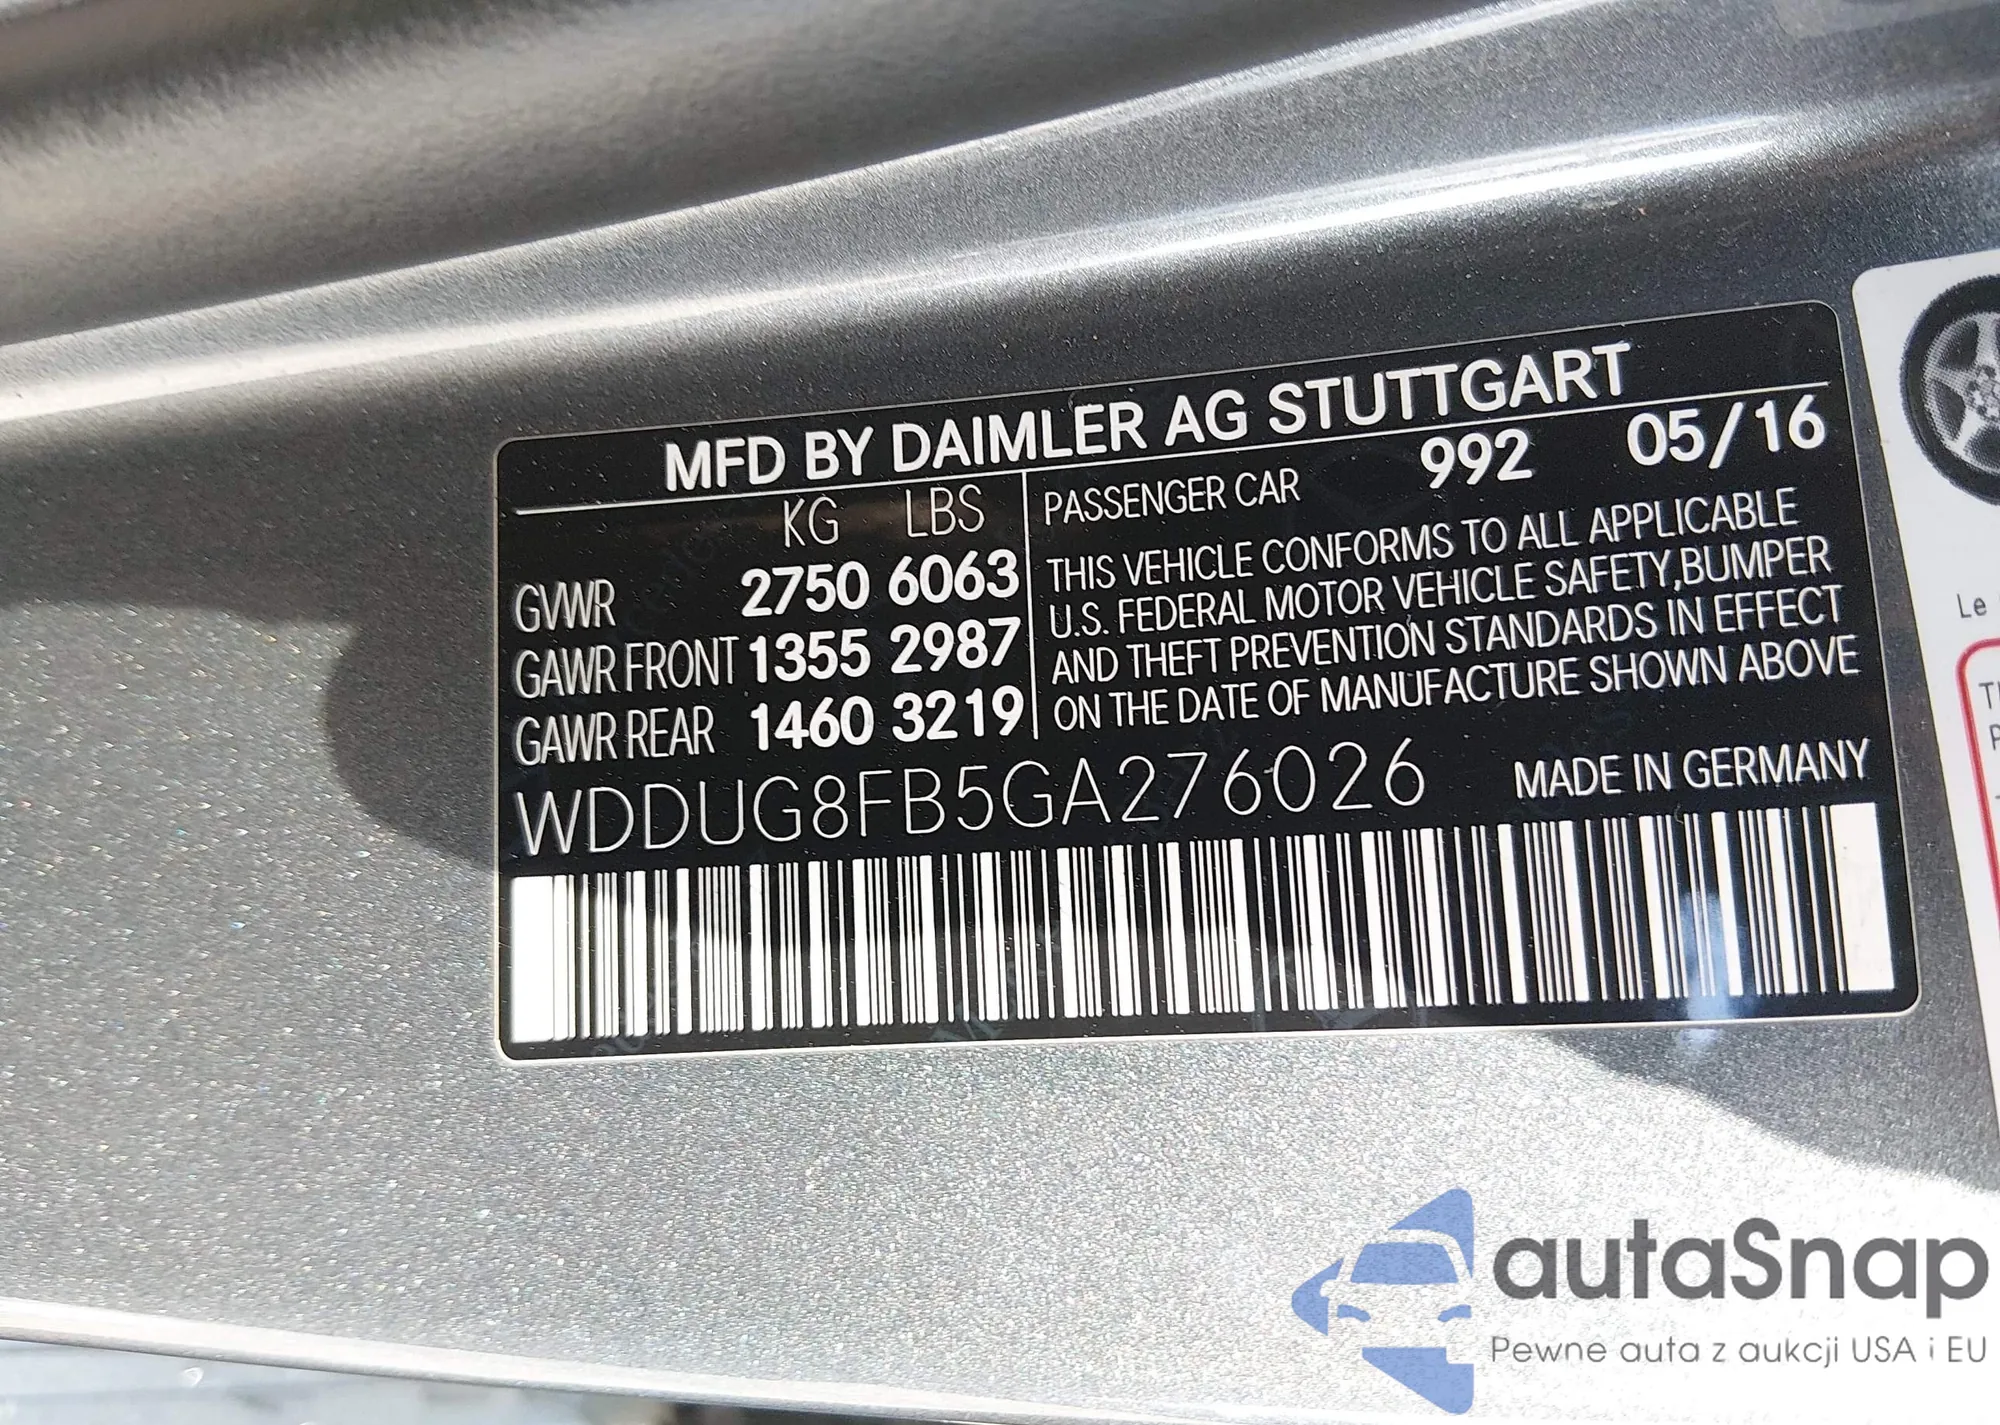 MFD BY DAIMLER AG STUTTGART
KG LBS
GVWR 2750 6063
GAWR FRONT 1355 2987
GAWR REAR 1460 3219
PASSENGER CAR 992 05/16
THIS VEHICLE CONFORMS TO ALL APPLICABLE
U.S. FEDERAL MOTOR VEHICLE SAFETY,BUMPER
AND THEFT PREVENTION STANDARDS IN EFFECT
ON THE DATE OF MANUFACTURE SHOWN ABOVE
WDDUG8FB5GA276026 MADE IN GERMANY
Le
autaSnap
Pewne auta z aukcji USA i EU